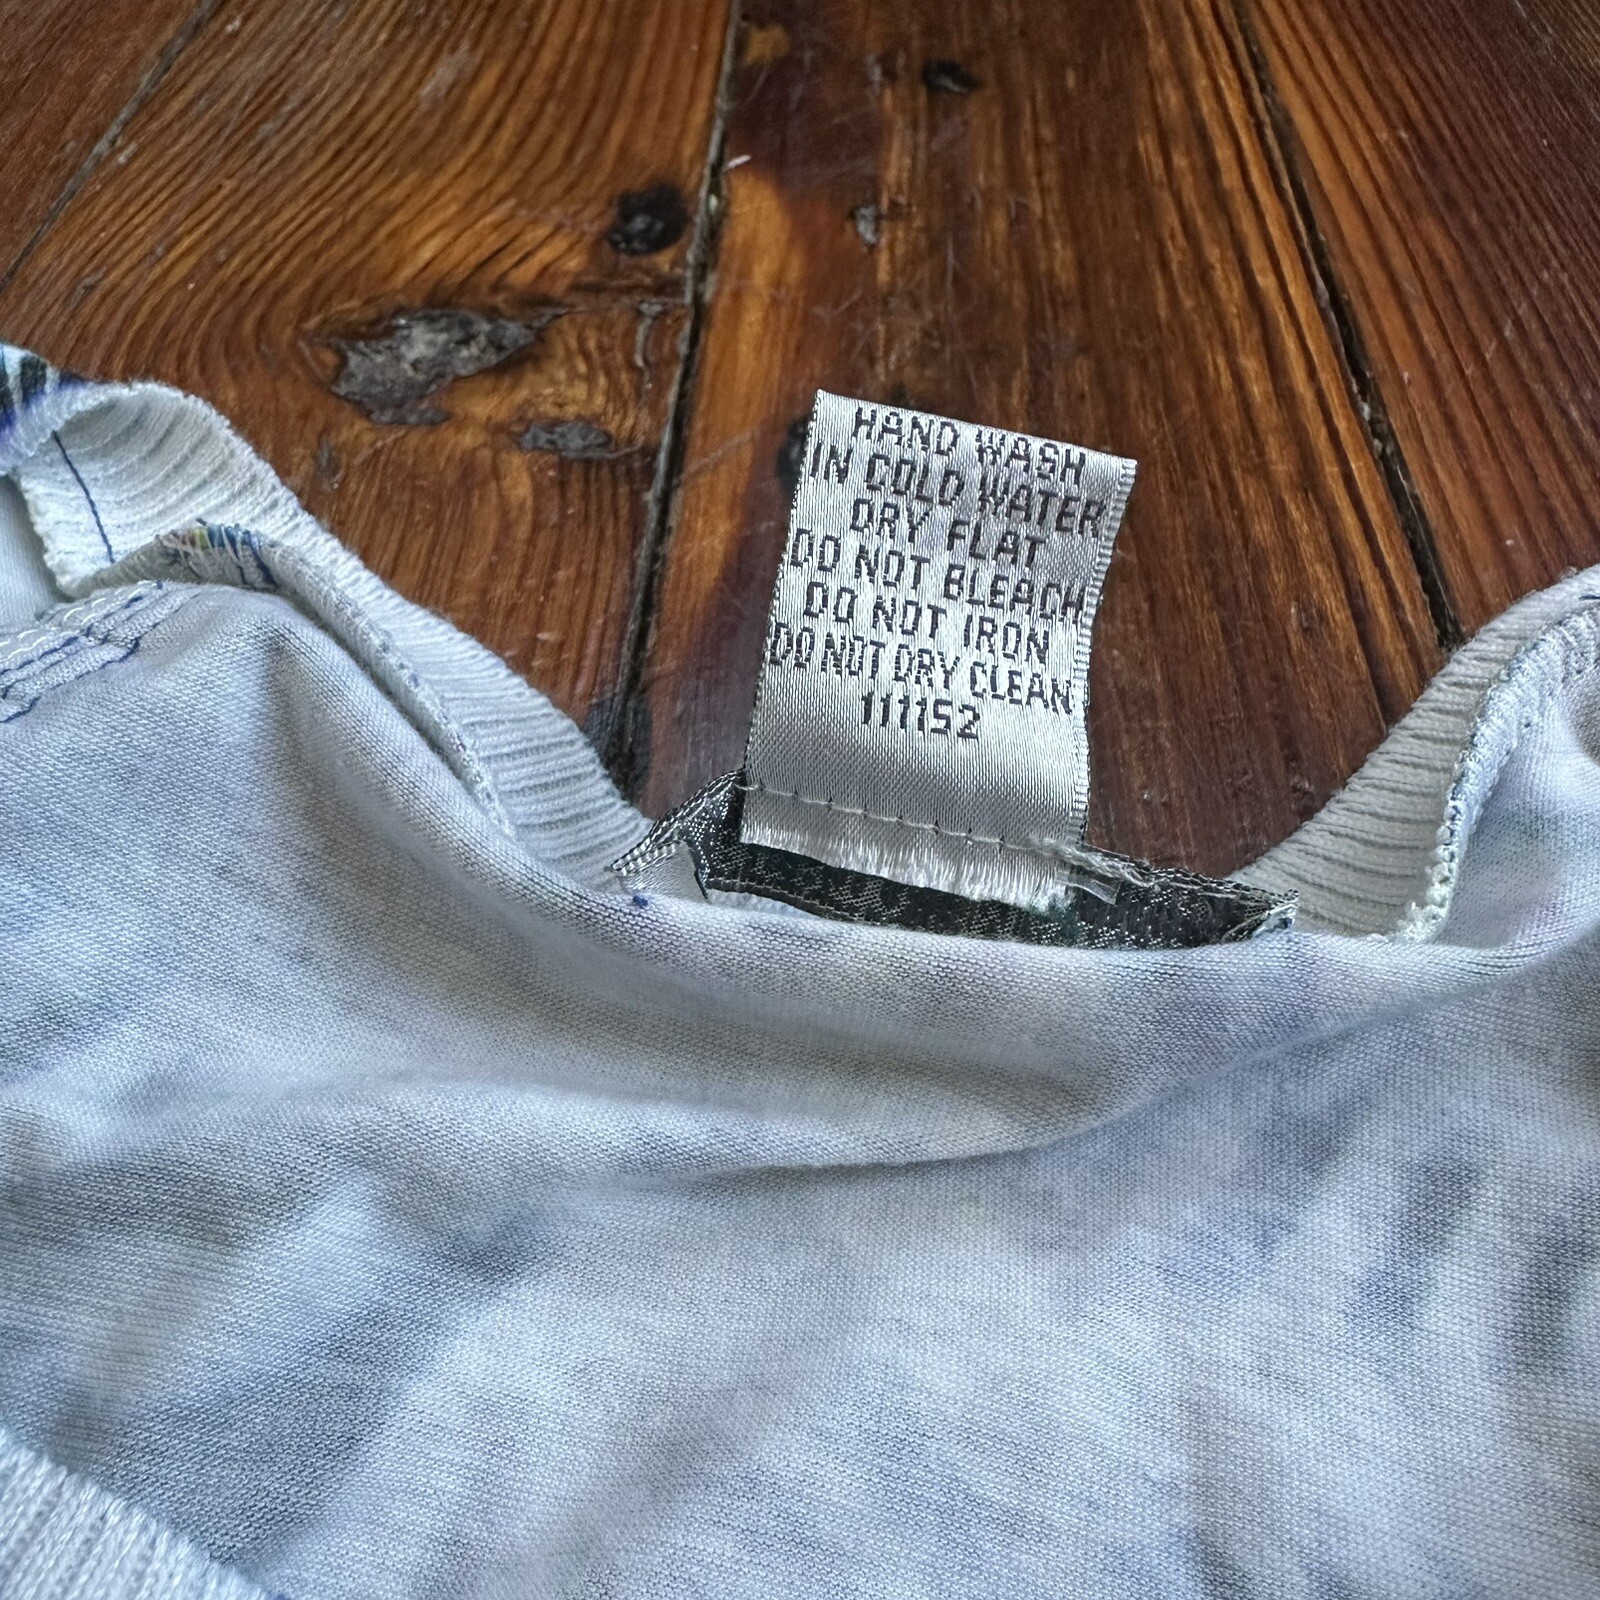 HAND WASH
IN COLD WATER
DRY FLAT
DO NOT BLEACH
DO NOT IRON
DO NOT DRY CLEAN
111152